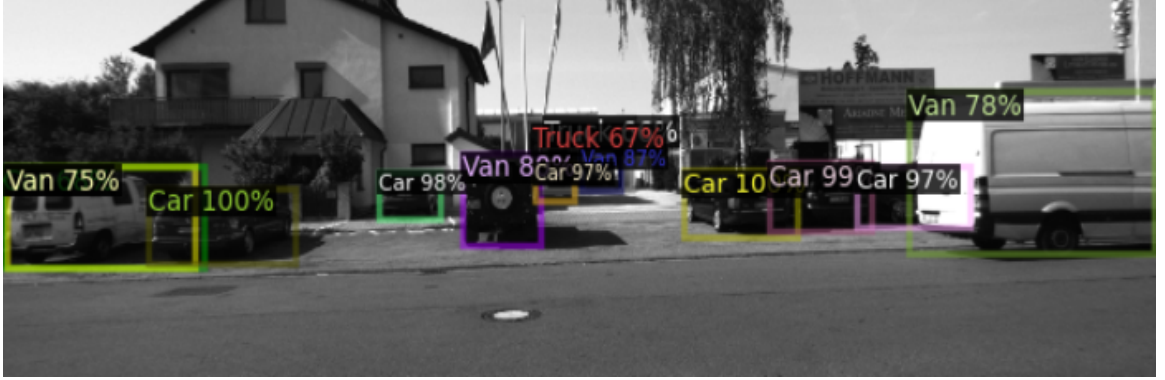 HOFFMANN
Van 78%
Truck 67%
Van 87%
Van 8
Car 97%
Van 75%
Car 100%
Car 98%
Car 10
Car 99
Car 97%